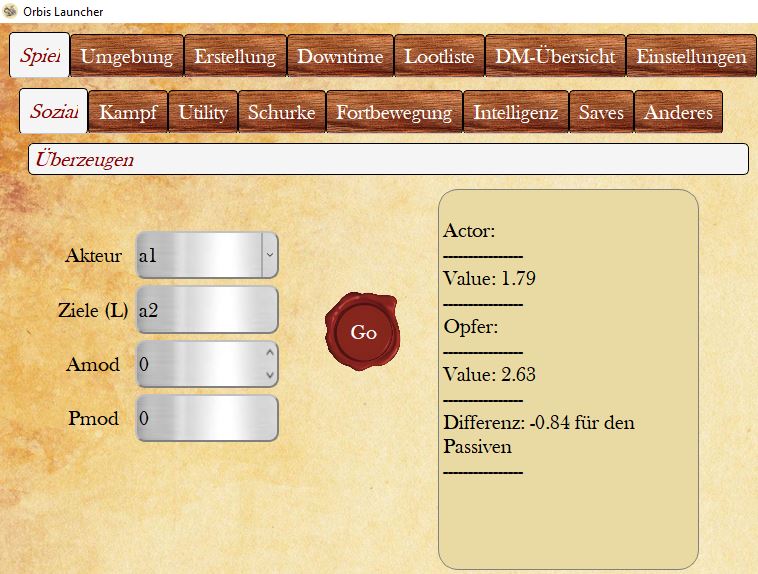 Orbis Launcher
Spiel Umgebung Erstellung Downtime Lootliste DM-Übersicht Einstellungen
Sozial Kampf Utility Schurke Fortbewegung Intelligenz Saves Anderes
Überzeugen
Akteur a1
Ziele (L) a2
Amod 0
Pmod 0
Go
Actor:
----------------
Value: 1.79
----------------
Opfer:
----------------
Value: 2.63
----------------
Differenz: -0.84 für den
Passiven
----------------